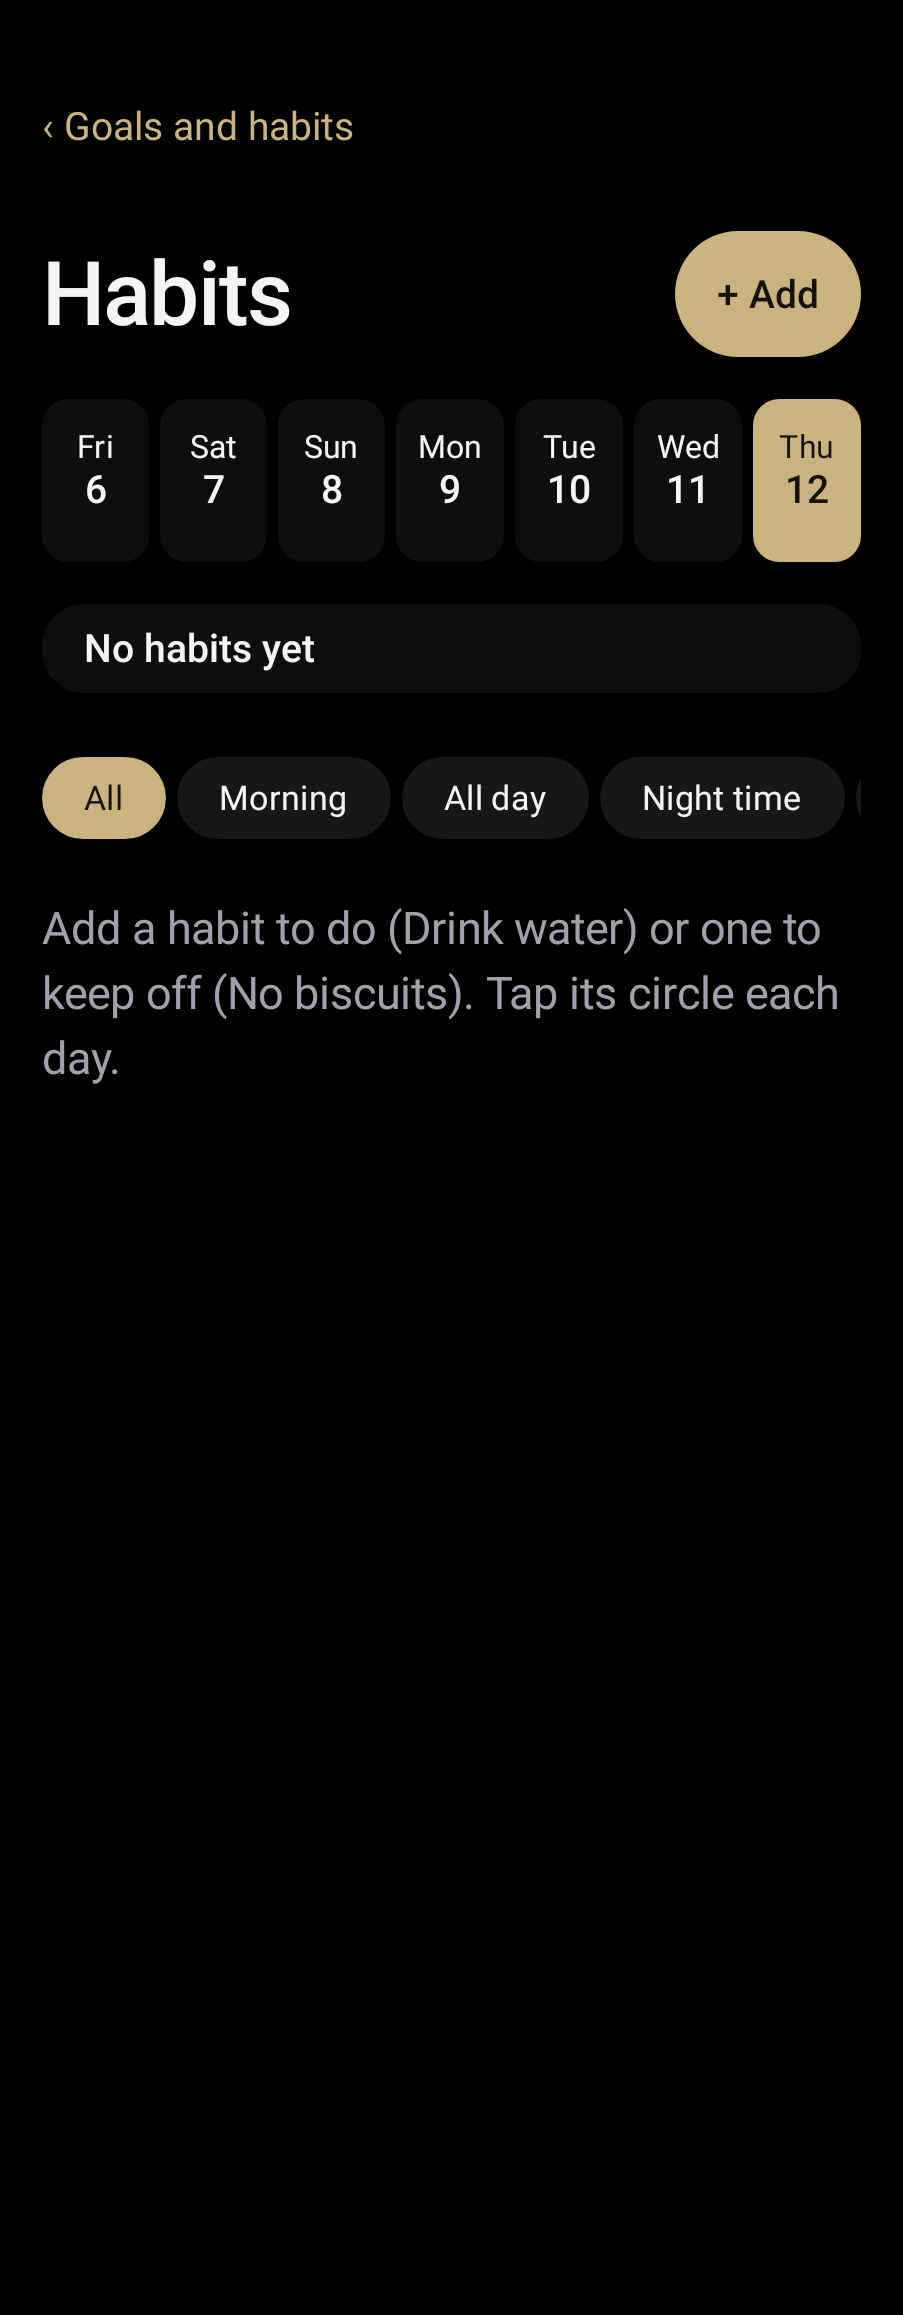 ‹ Goals and habits
Habits
+ Add
Fri Sat Sun Mon Tue Wed Thu
6 7 8 9 10 11 12
No habits yet
All Morning All day Night time
Add a habit to do (Drink water) or one to
keep off (No biscuits). Tap its circle each
day.